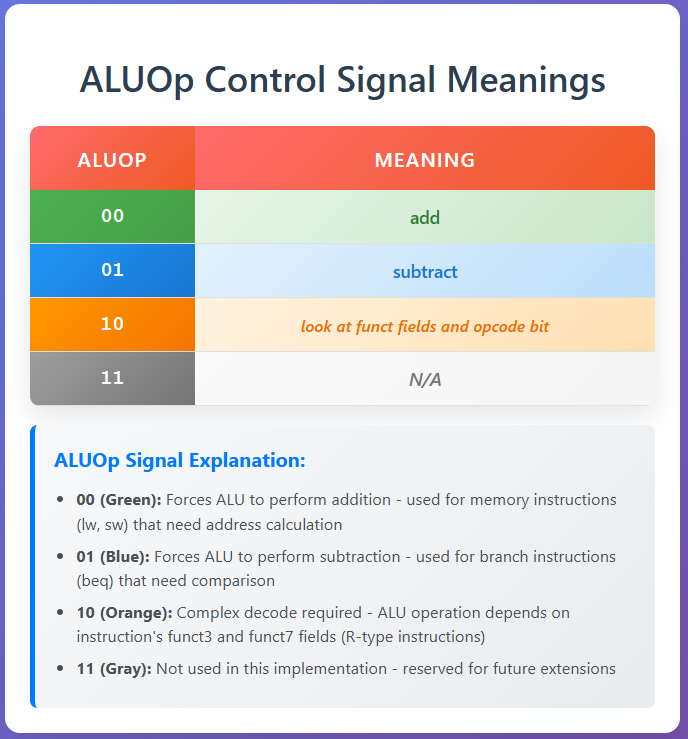 ALUOp Control Signal Meanings
ALUOP MEANING
00 add
01 subtract
10 look at funct fields and opcode bit
11 N/A
ALUOp Signal Explanation:
• 00 (Green): Forces ALU to perform addition - used for memory instructions
(lw, sw) that need address calculation
• 01 (Blue): Forces ALU to perform subtraction - used for branch instructions
(beq) that need comparison
• 10 (Orange): Complex decode required - ALU operation depends on
instruction's funct3 and funct7 fields (R-type instructions)
• 11 (Gray): Not used in this implementation - reserved for future extensions